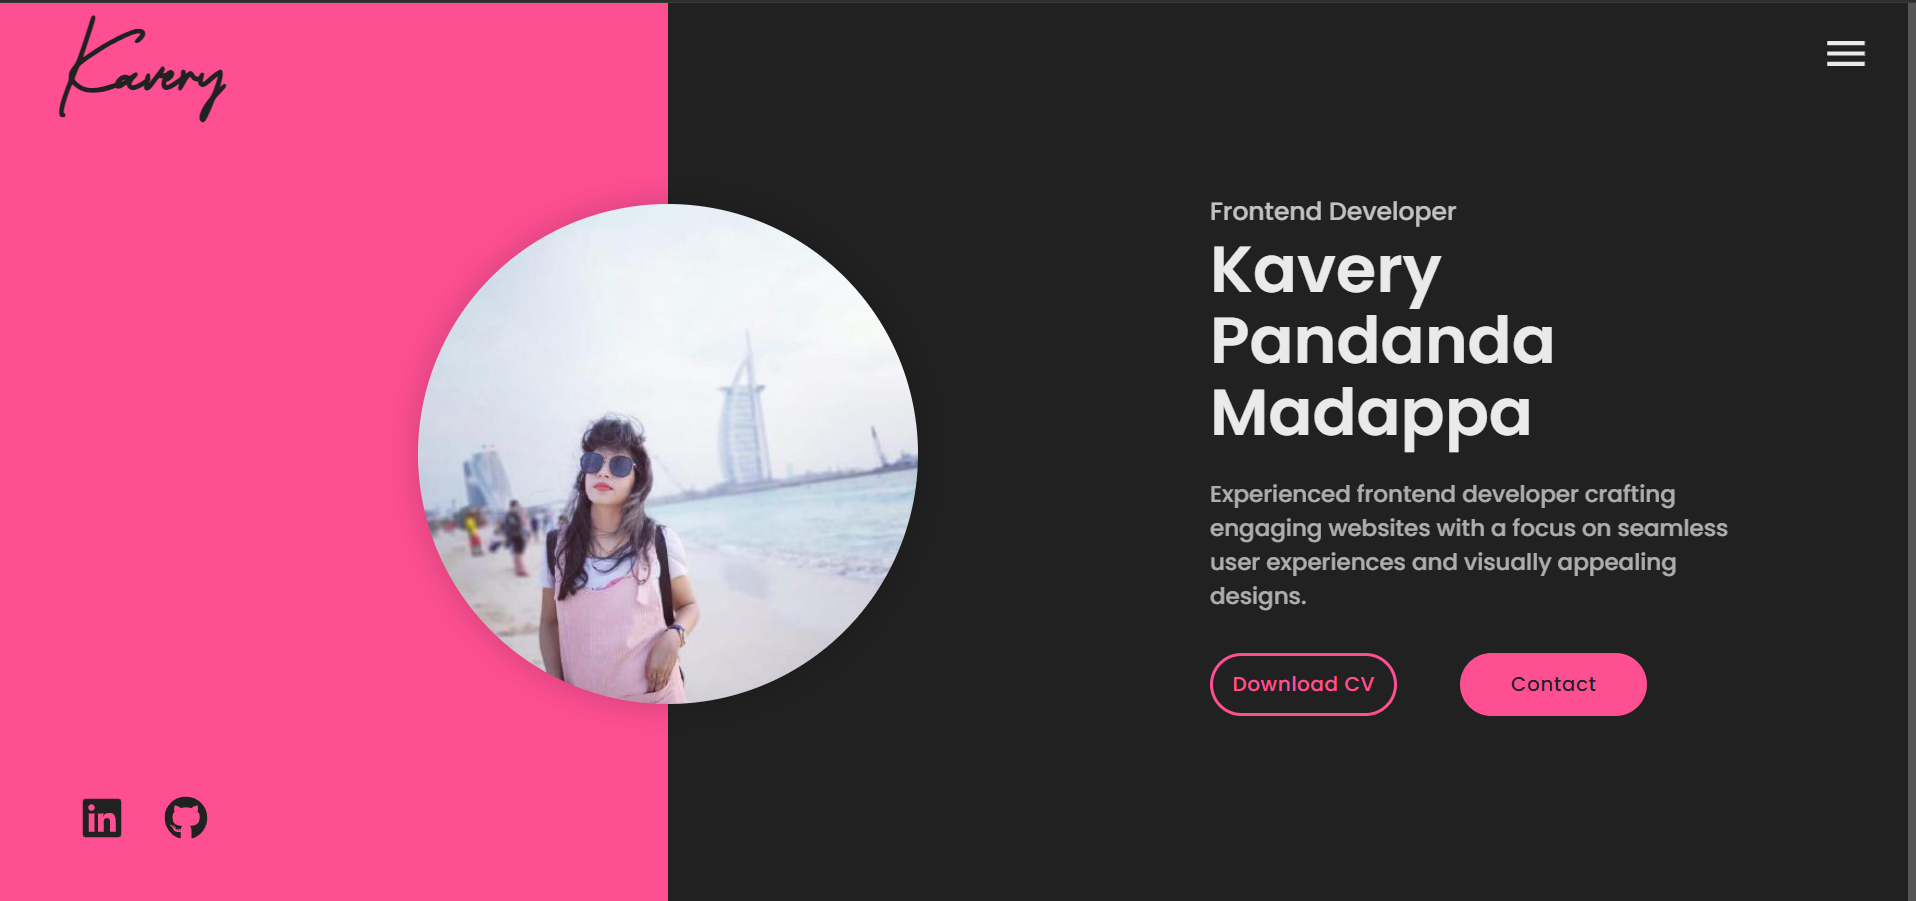 Kavery
Frontend Developer
Kavery
Pandanda
Madappa
Experienced frontend developer crafting
engaging websites with a focus on seamless
user experiences and visually appealing
designs.
Download CV
Contact
in